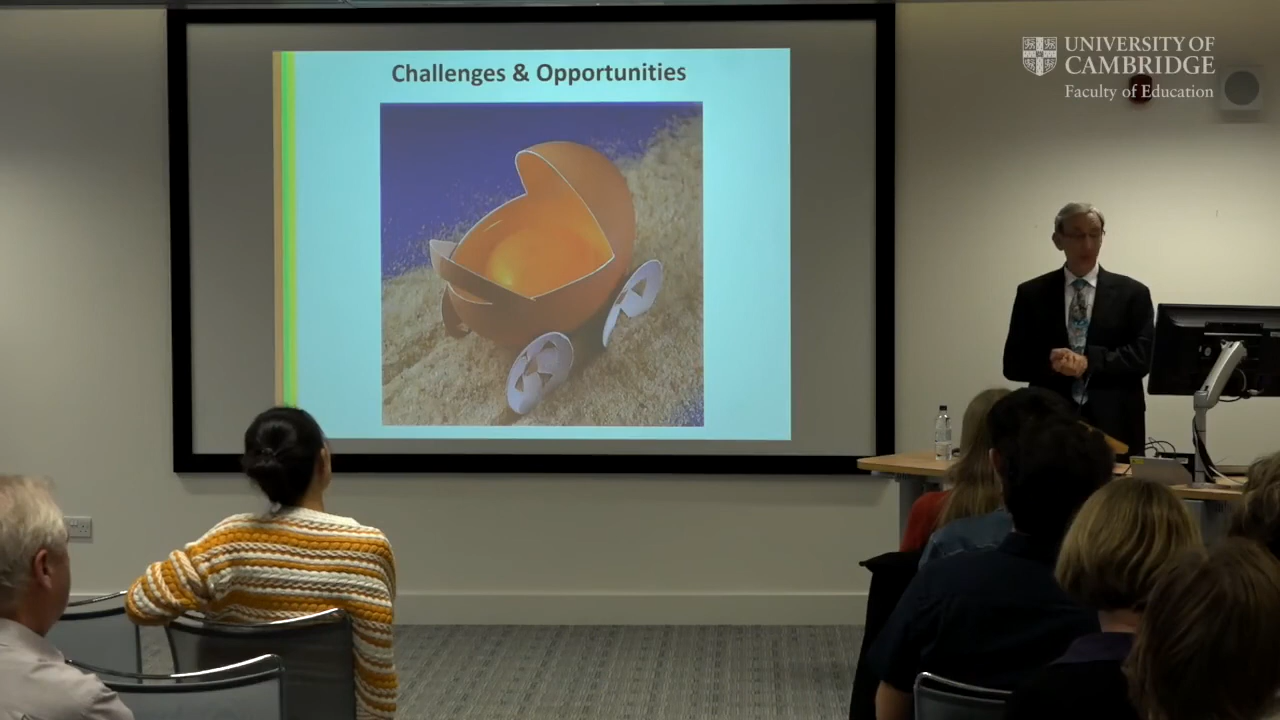 Challenges & Opportunities
UNIVERSITY OF
CAMBRIDGE
Faculty of Education